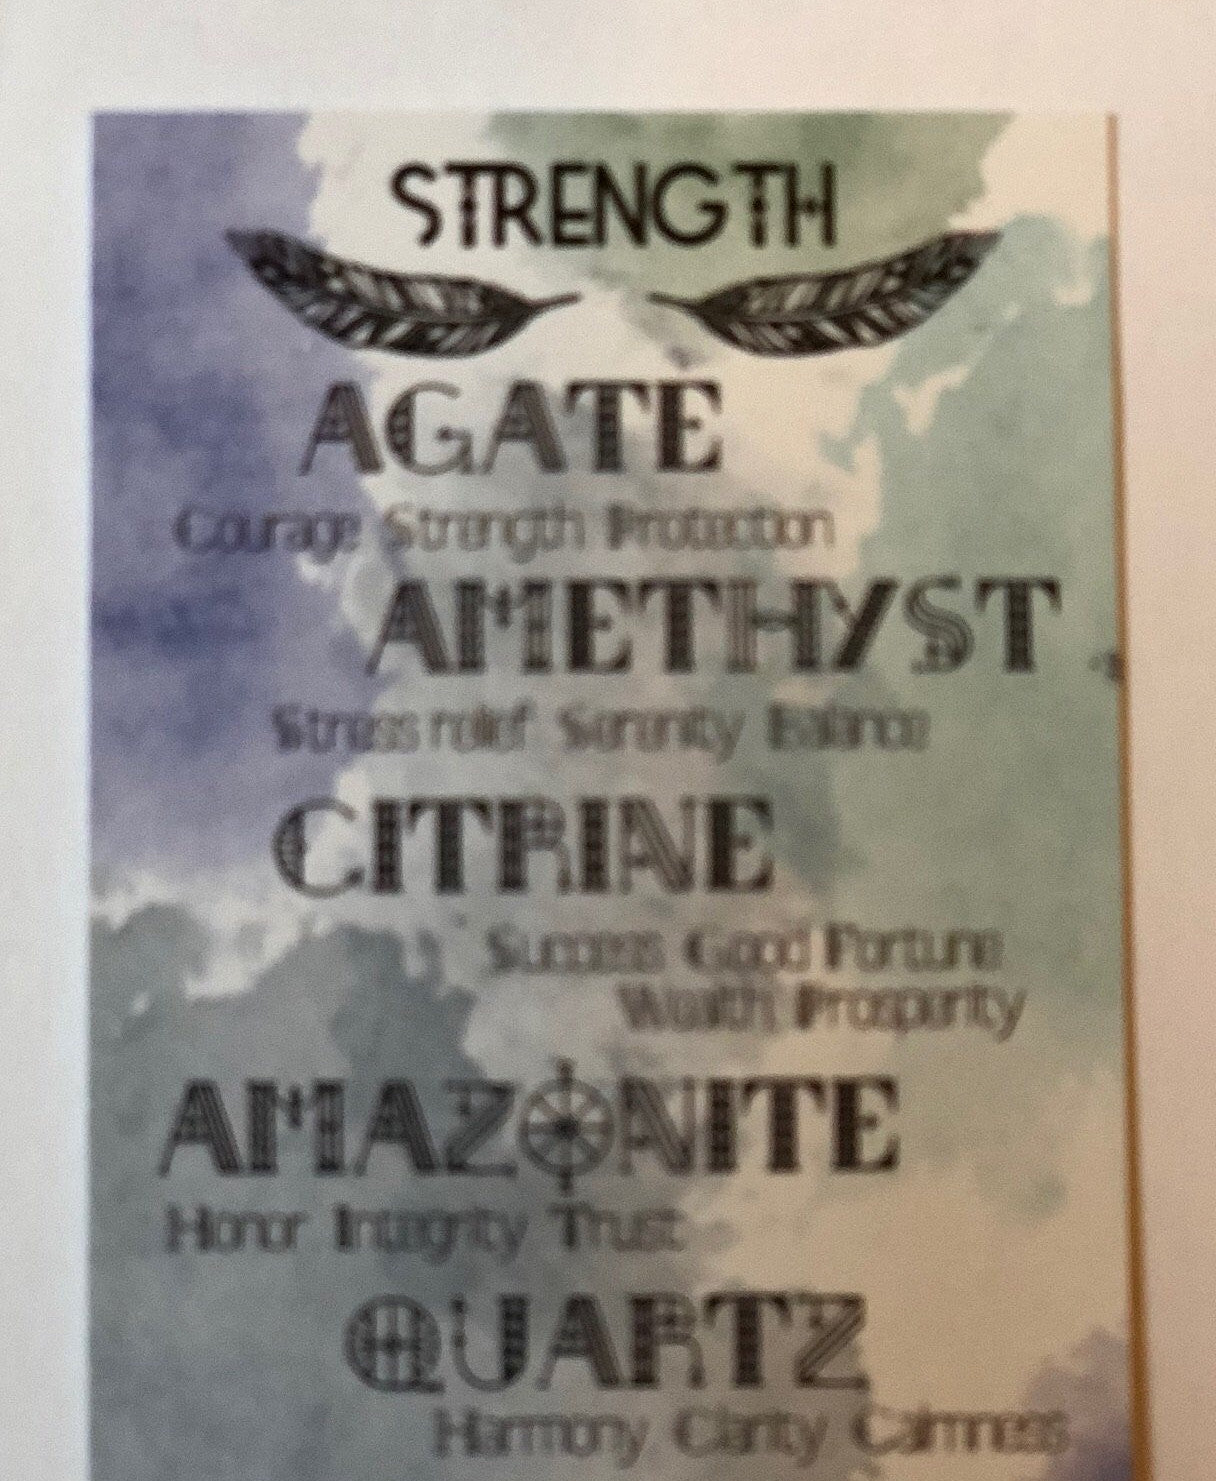 STRENGTH
AGATE
Courage Strength Protection
AMETHYST
Stress relief Serenity Balance
CITRINE
Success Good Fortune
Wealth Prosperity
AMAZONITE
Honor Integrity Trust
QUARTZ
Harmony Clarity Calmness